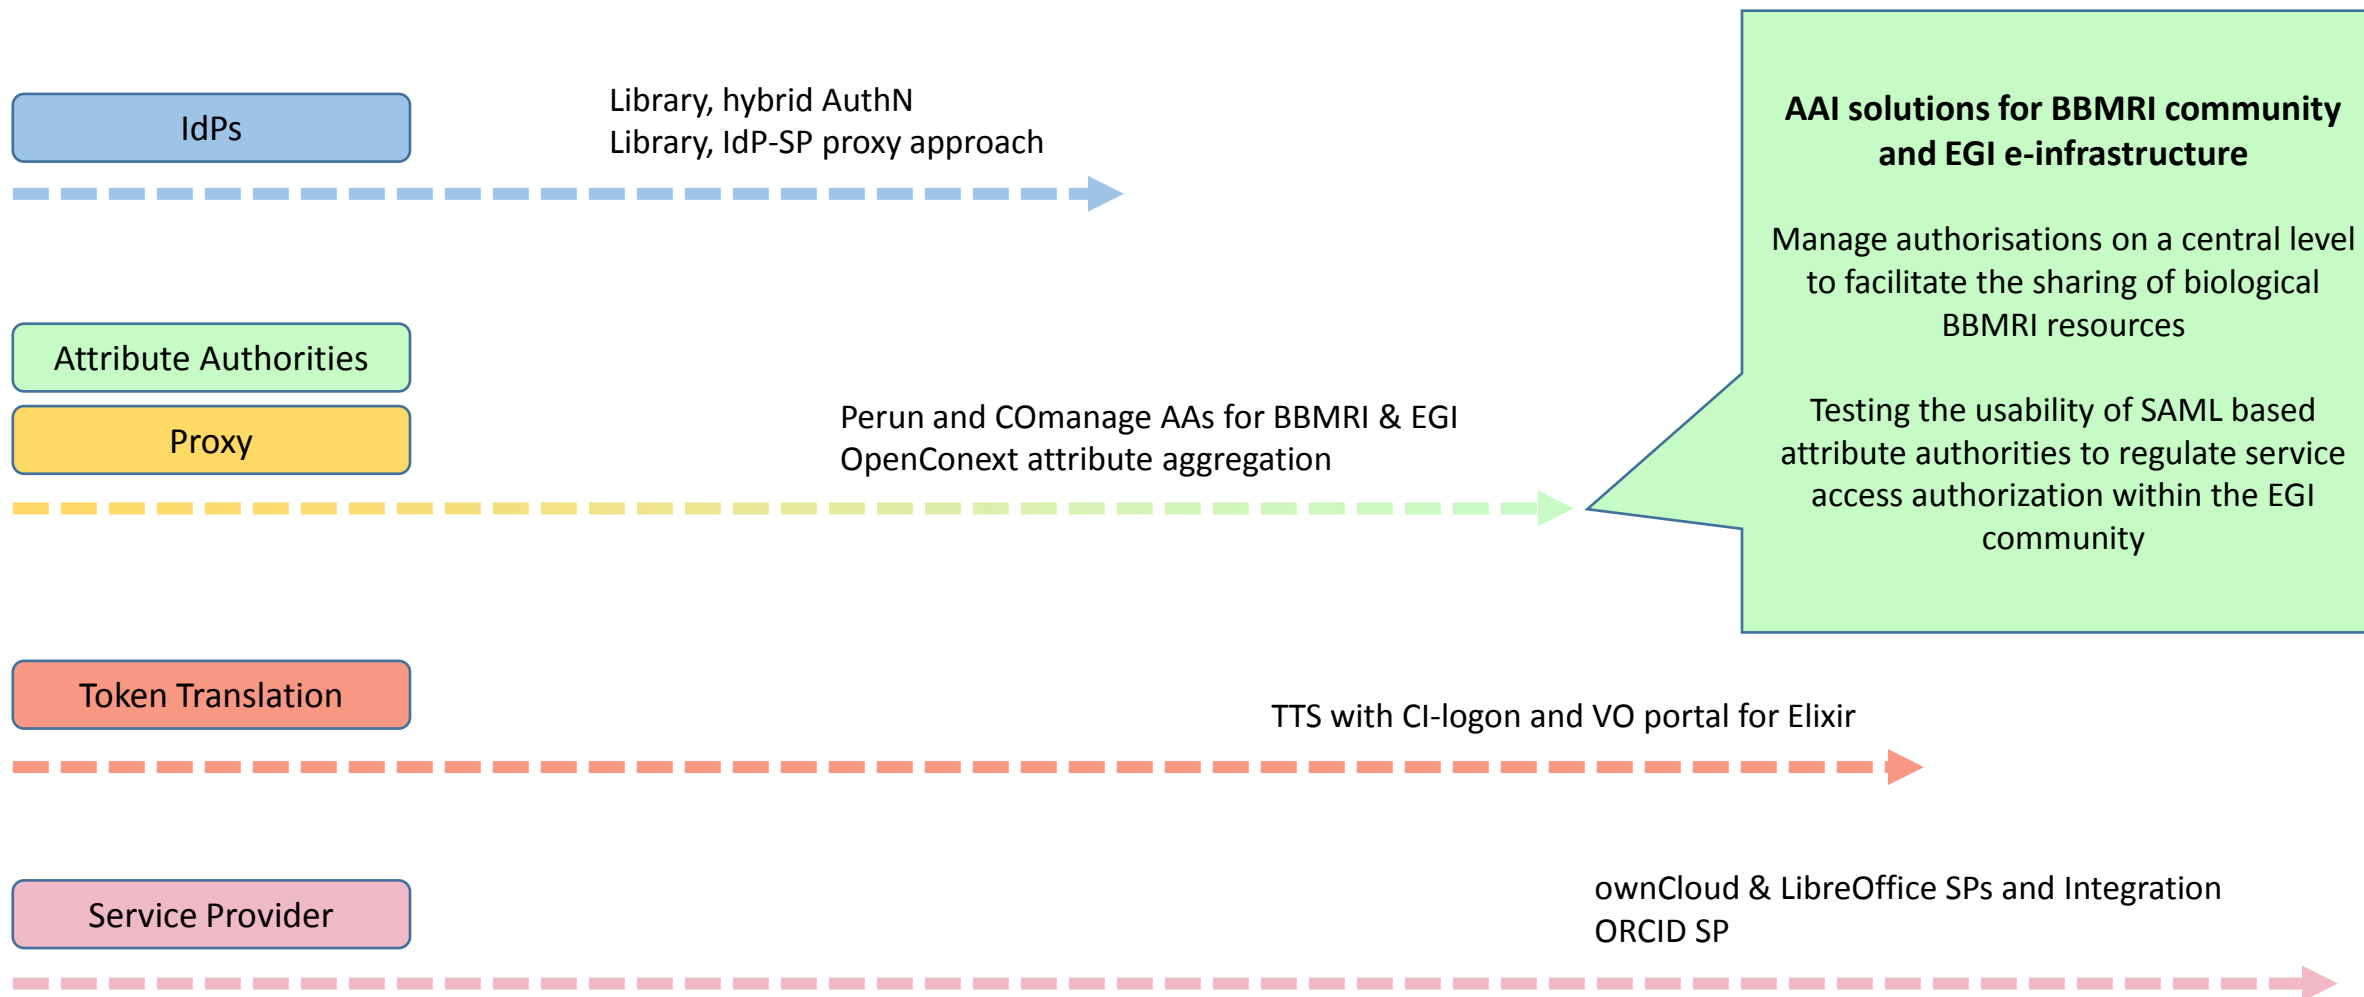 IdPs
Library, hybrid AuthN
Library, IdP-SP proxy approach
Attribute Authorities
Proxy
Perun and COmanage AAs for BBMRI & EGI
OpenConext attribute aggregation
AAI solutions for BBMRI community
and EGI e-infrastructure
Manage authorisations on a central level
to facilitate the sharing of biological
BBMRI resources
Testing the usability of SAML based
attribute authorities to regulate service
access authorization within the EGI
community
Token Translation
TTS with CI-logon and VO portal for Elixir
Service Provider
ownCloud & LibreOffice SPs and Integration
ORCID SP